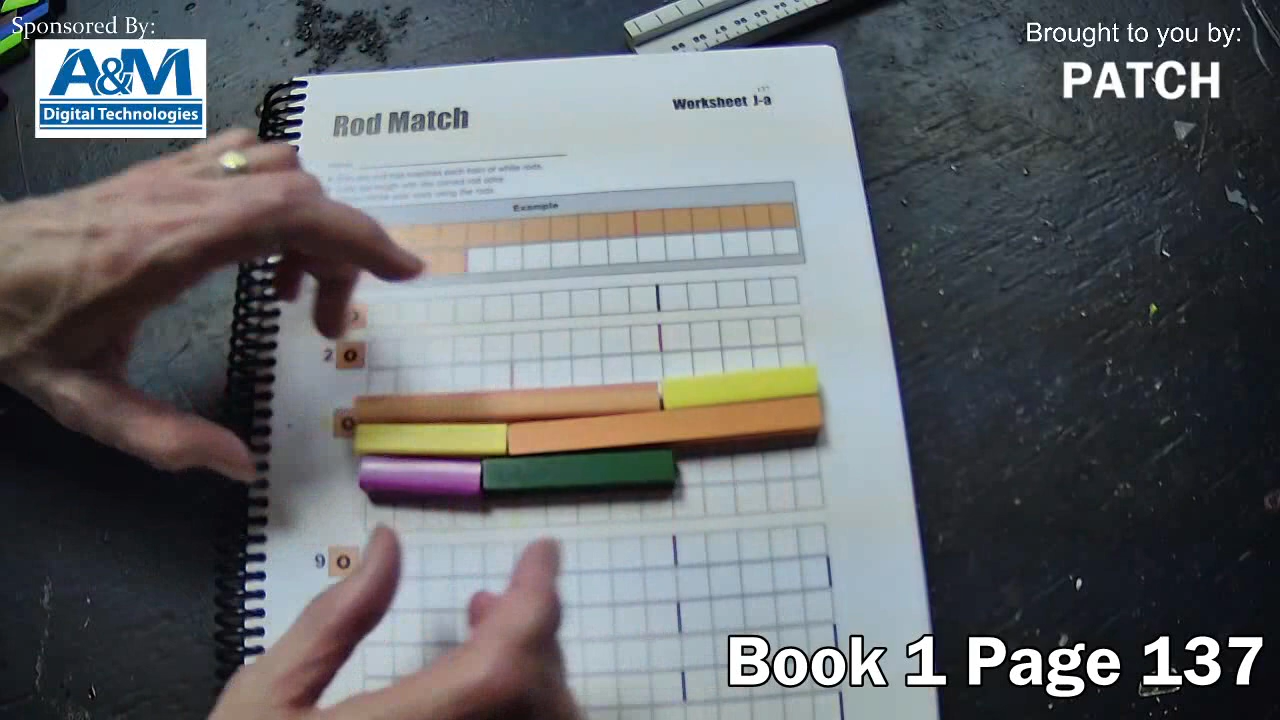 Sponsored By:
A&M
Digital Technologies
Brought to you by:
PATCH
Rod Match
Worksheet J-a
Example
2 O
O
9 O
Book 1 Page 137